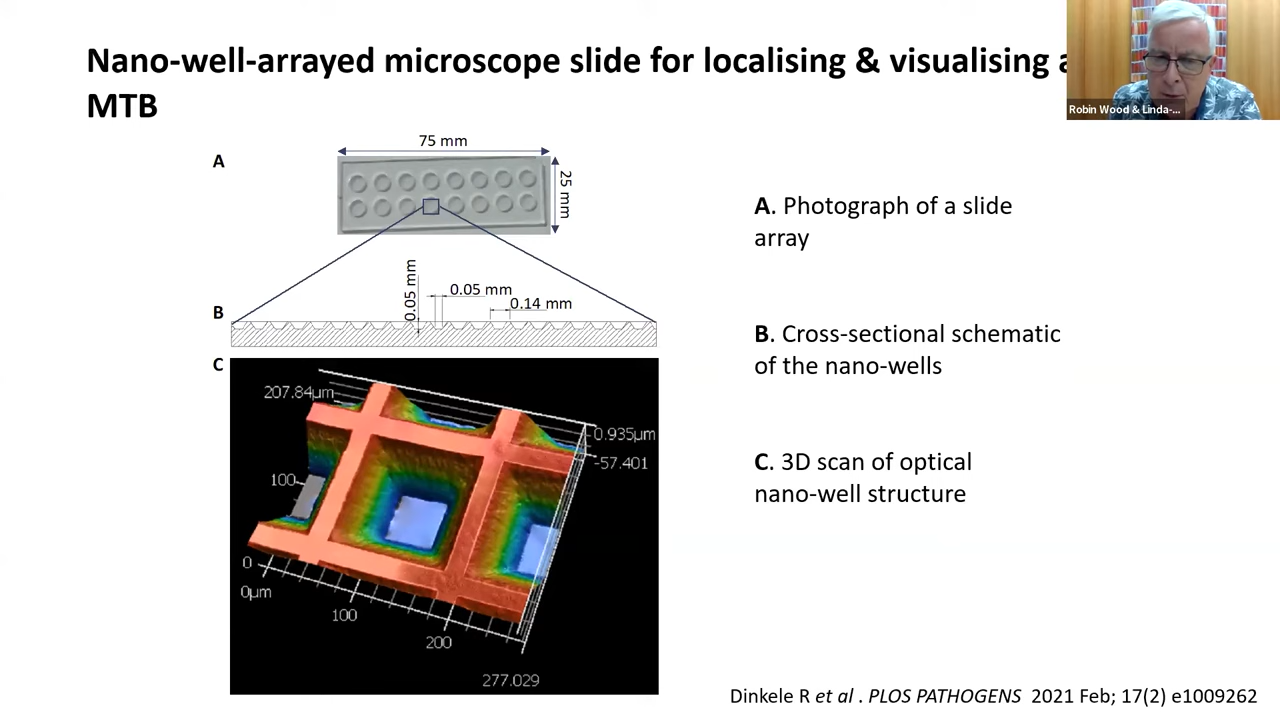 Nano-well-arrayed microscope slide for localising & visualising
MTB
Robin Wood & Linda-...
A
75 mm
25 mm
B
0.05 mm
0.05 mm
0.14 mm
C
207.84µm
0.935µm
-57.401
100
0
0µm
100
200
277.029
A. Photograph of a slide
array
B. Cross-sectional schematic
of the nano-wells
C. 3D scan of optical
nano-well structure
Dinkele R et al . PLOS PATHOGENS 2021 Feb; 17(2) e1009262